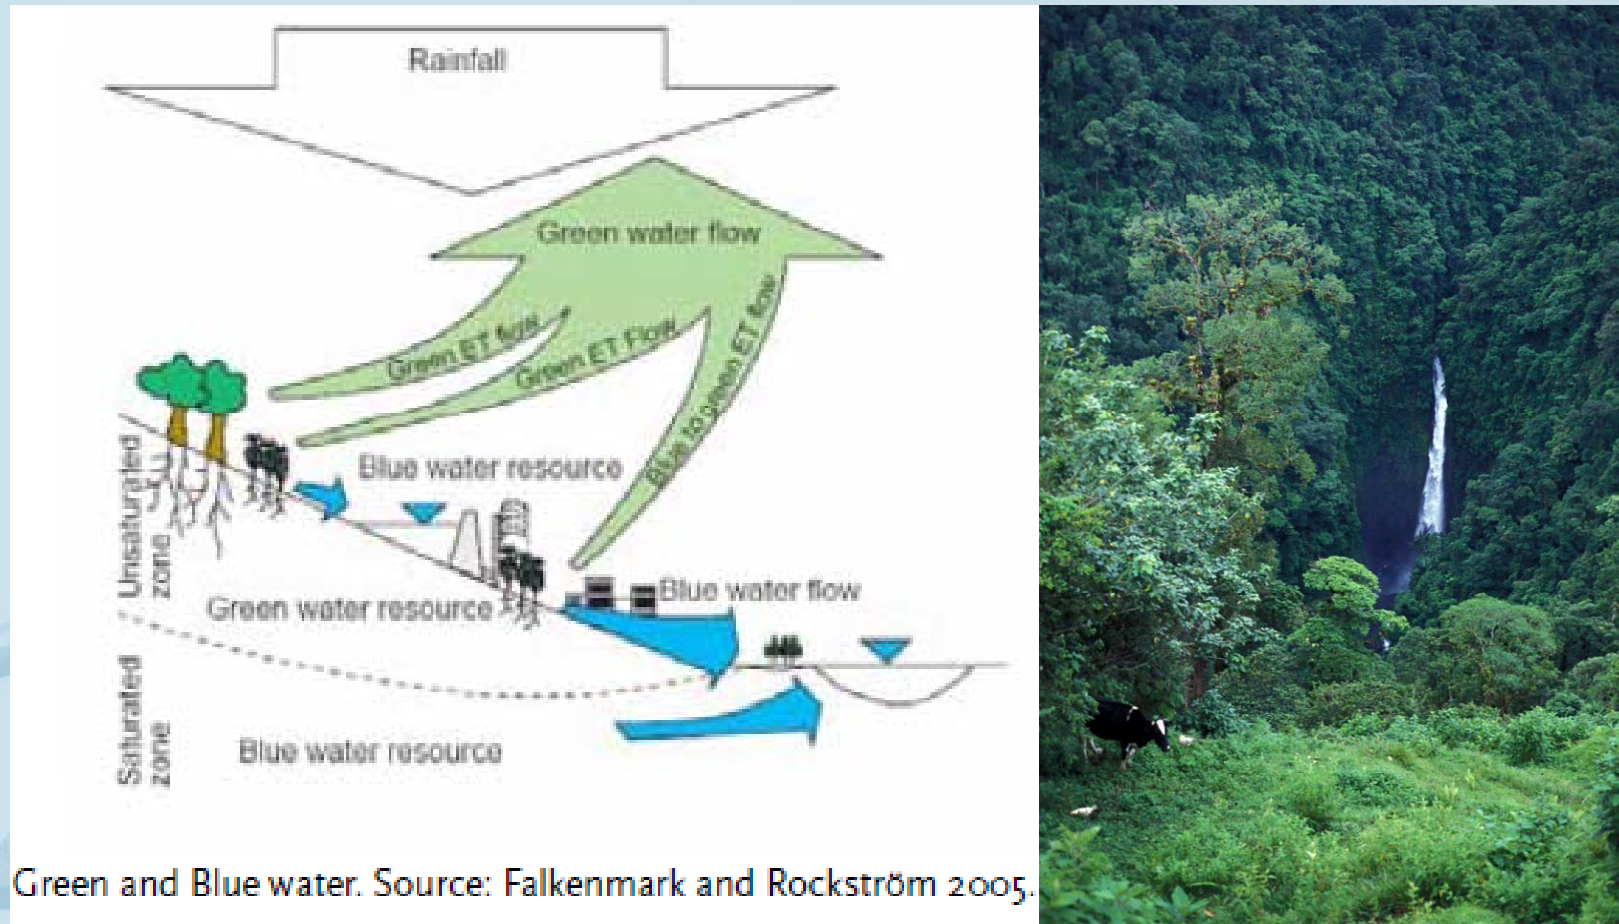 Rainfall
Green water flow
Green ET flow
Green ET Flow
Blue to green ET flow
Blue water resource
Unsaturated
zone
Green water resource
Blue water flow
Saturated
zone
Blue water resource
Green and Blue water. Source: Falkenmark and Rockström 2005.